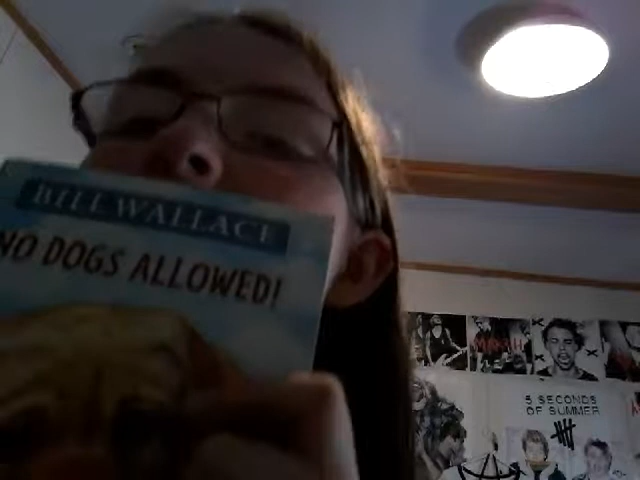 BILL WALLACE
NO DOGS ALLOWED!
5 SECONDS
OF SUMMER